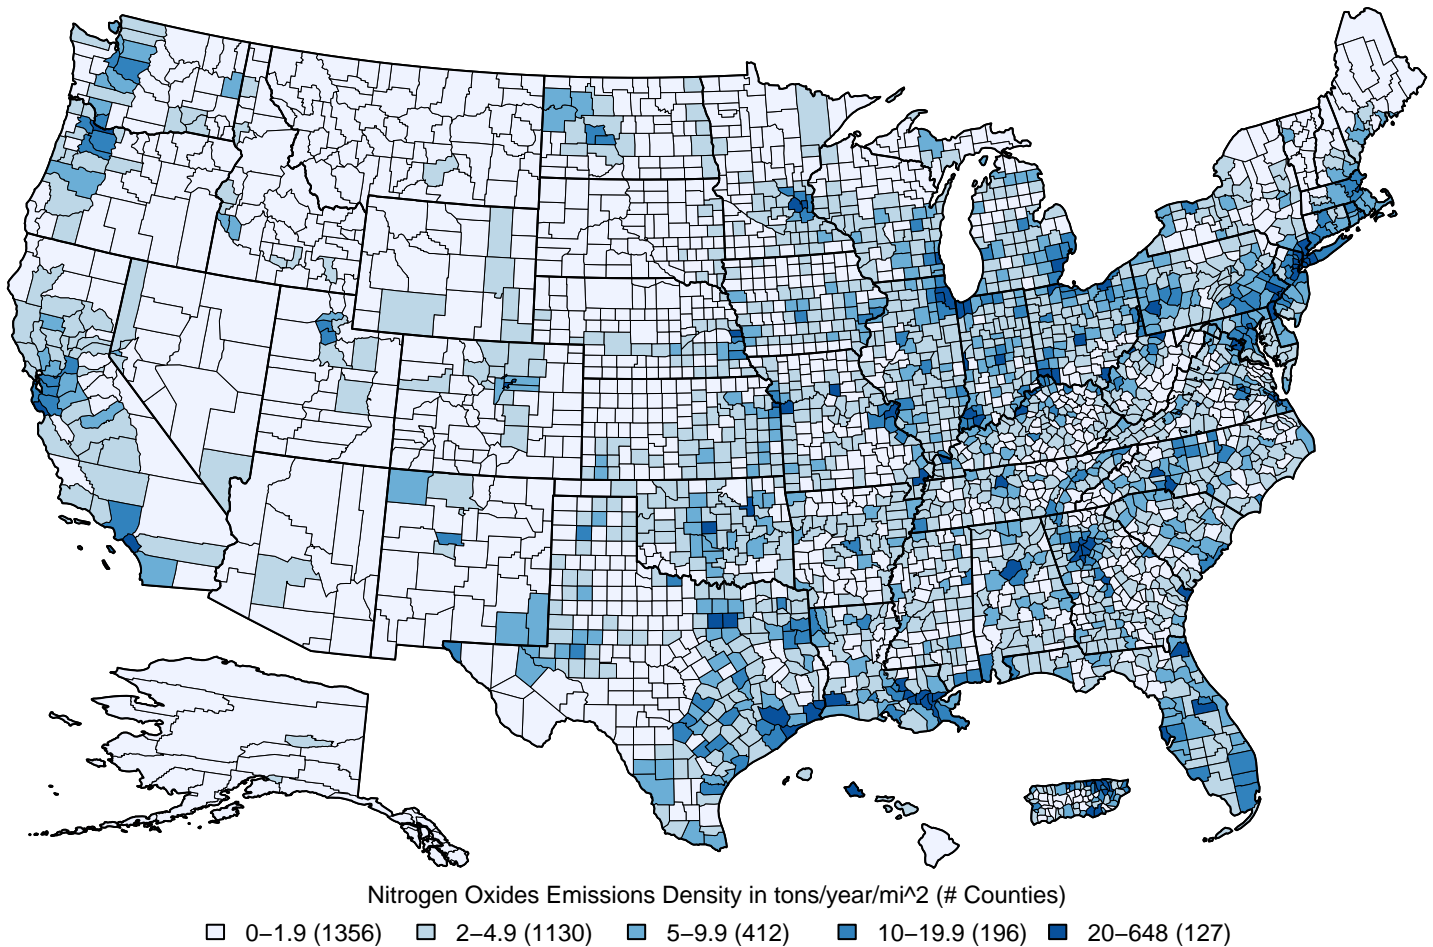 Nitrogen Oxides Emissions Density in tons/year/mi^2 (# Counties)
0−1.9 (1356) 2−4.9 (1130) 5−9.9 (412) 10−19.9 (196) 20−648 (127)